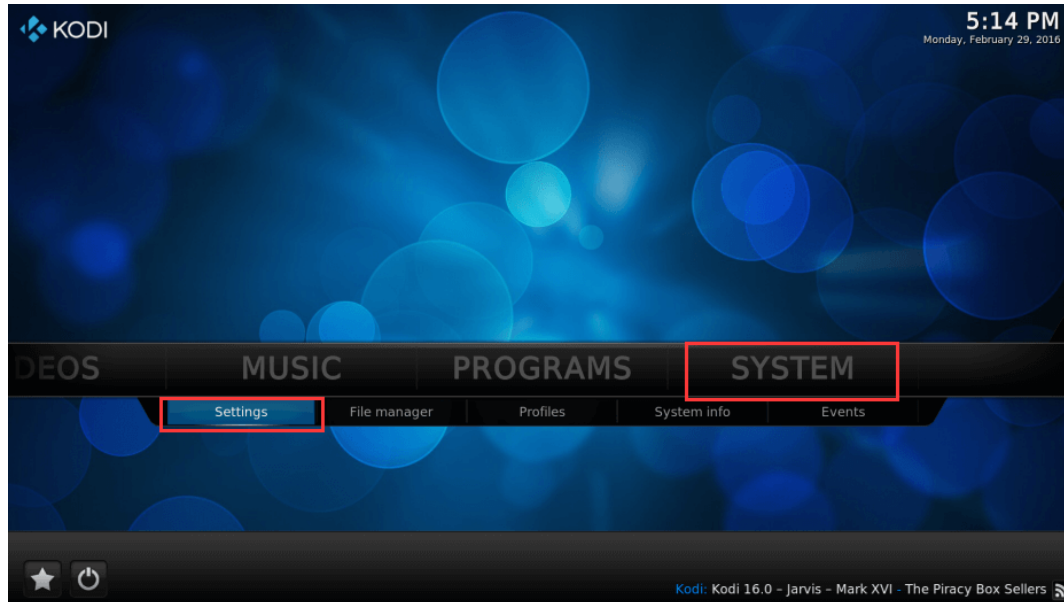 KODI
5:14 PM
Monday, February 29, 2016
DEOS MUSIC PROGRAMS SYSTEM
Settings File manager Profiles System info Events
Kodi: Kodi 16.0 – Jarvis – Mark XVI - The Piracy Box Sellers